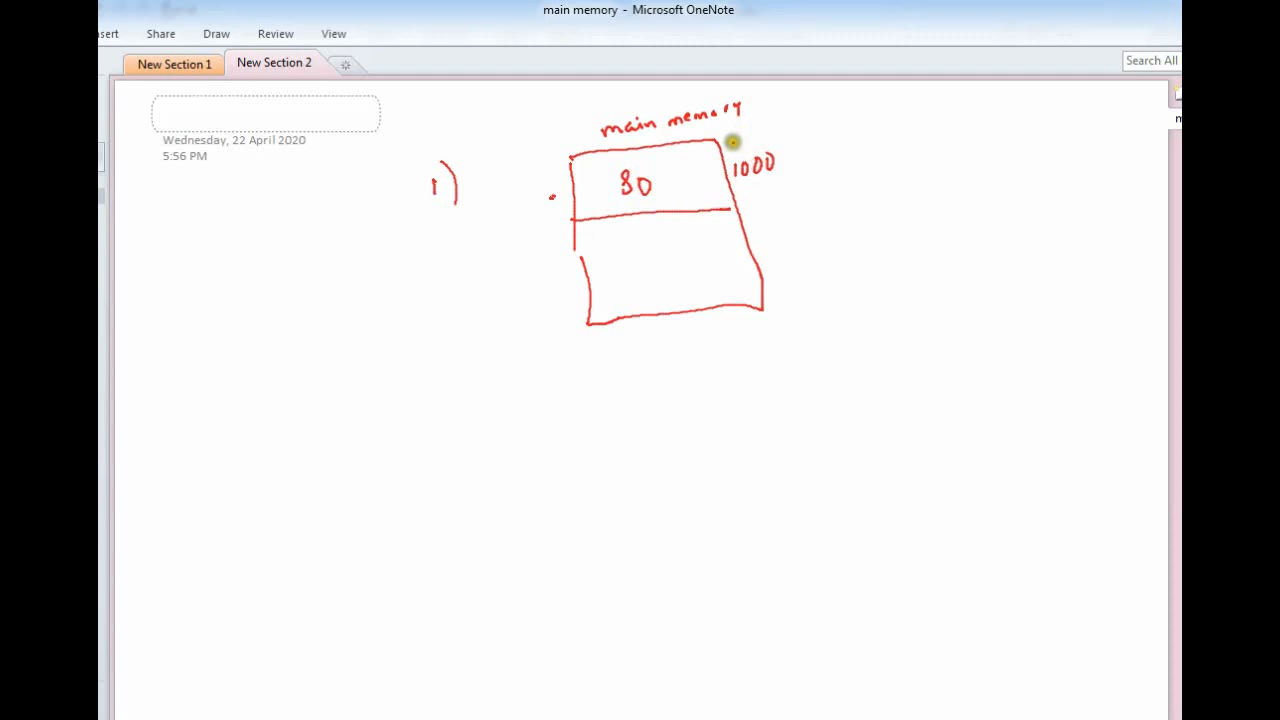 main memory - Microsoft OneNote
Share Draw Review View
New Section 1 New Section 2
Search All
main memory
Wednesday, 22 April 2020
5:56 PM
1)
80
1000